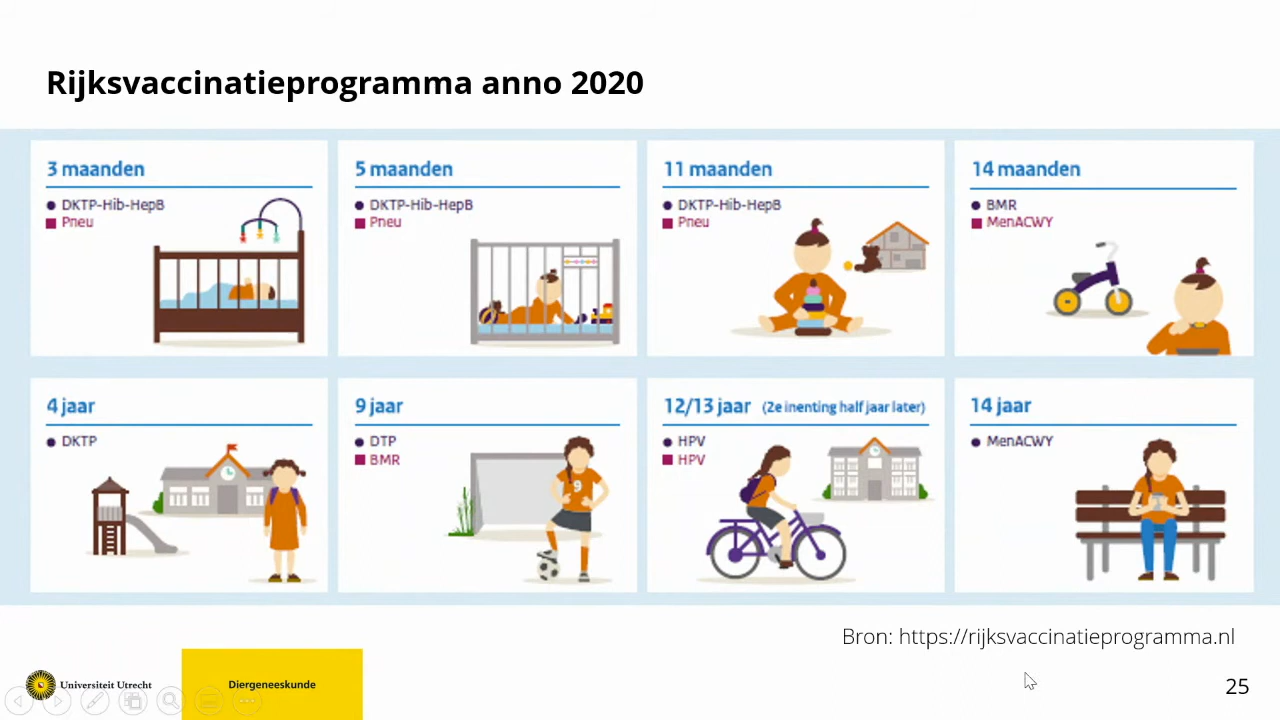 Rijksvaccinatieprogramma anno 2020
3 maanden
DKTP-Hib-HepB
Pneu
5 maanden
DKTP-Hib-HepB
Pneu
11 maanden
DKTP-Hib-HepB
Pneu
14 maanden
BMR
MenACWY
4 jaar
DKTP
9 jaar
DTP
BMR
9
12/13 jaar (2e inenting half jaar later)
HPV
HPV
14 jaar
MenACWY
Bron: https://rijksvaccinatieprogramma.nl
Universiteit Utrecht
Diergeneeskunde
25